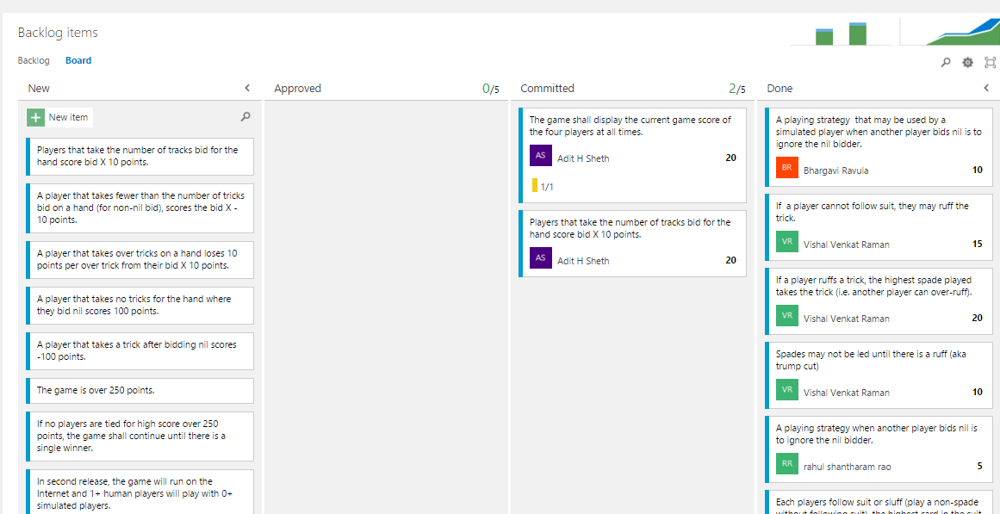 Backlog items
Backlog Board
New
New item
Players that take the number of tracks bid for the
hand score bid X 10 points.
A player that takes fewer than the number of tricks
bid on a hand (for non-nil bid), scores the bid X -
10 points.
A player that takes over tricks on a hand loses 10
points per over trick from their bid X 10 points.
A player that takes no tricks for the hand where
they bid nil scores 100 points.
A player that takes a trick after bidding nil scores
-100 points.
The game is over 250 points.
If no players are tied for high score over 250
points, the game shall continue until there is a
single winner.
In second release, the game will run on the
Internet and 1+ human players will play with 0+
simulated players.
Approved 0/5
Committed 2/5
The game shall display the current game score of
the four players at all times.
AS Adit H Sheth 20
1/1
Players that take the number of tracks bid for the
hand score bid X 10 points.
AS Adit H Sheth 20
Done
A playing strategy that may be used by a
simulated player when another player bids nil is to
ignore the nil bidder.
BR Bhargavi Ravula 10
If a player cannot follow suit, they may ruff the
trick.
VR Vishal Venkat Raman 15
If a player ruffs a trick, the highest spade played
takes the trick (i.e. another player can over-ruff).
VR Vishal Venkat Raman 20
Spades may not be led until there is a ruff (aka
trump cut)
VR Vishal Venkat Raman 10
A playing strategy when another player bids nil is
to ignore the nil bidder.
RR rahul shantharam rao 5
Each players follow suit or sluff (play a non-spade
without following suit), the highest card in the suit